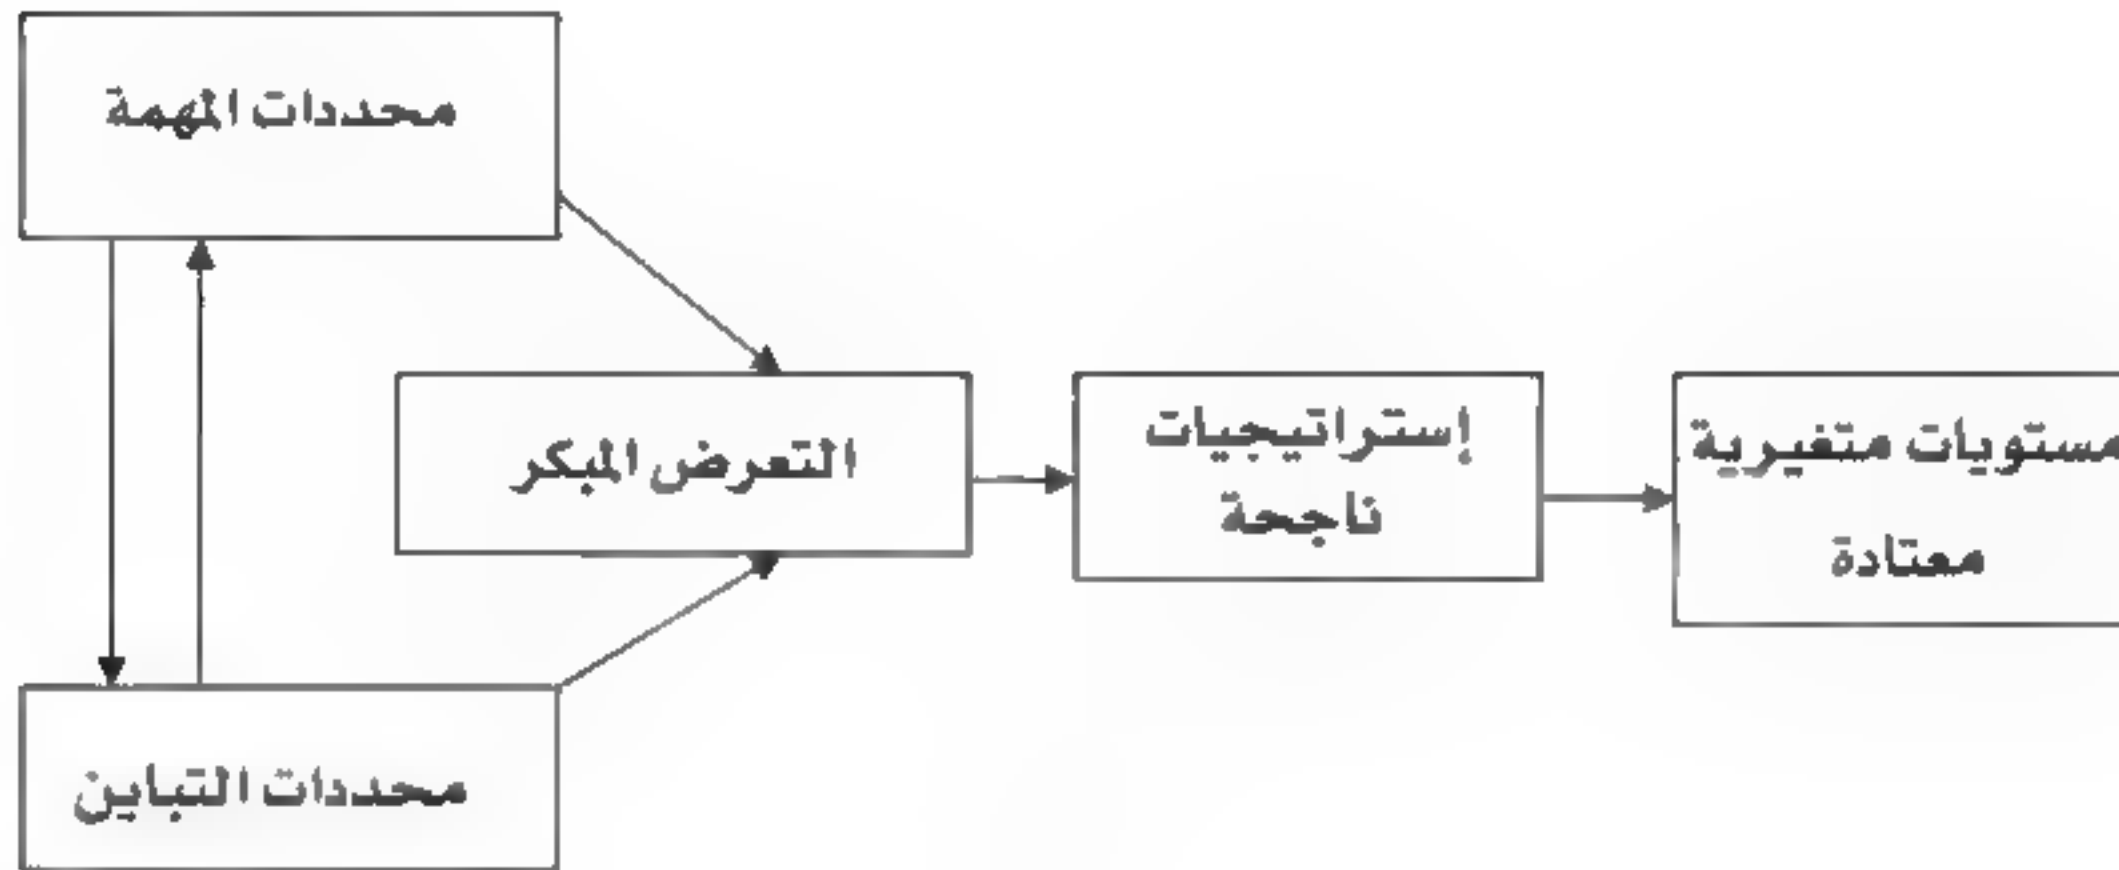 محددات المهمة
التعرض المبكر
إستراتيجيات
ناجحة
مستويات متغيرية
معتادة
محددات التباين